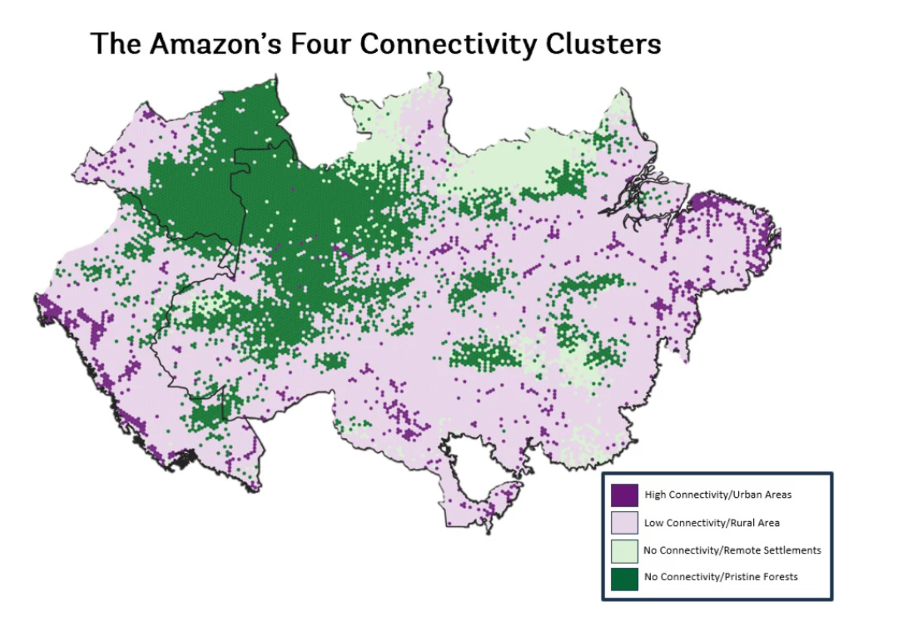 The Amazon's Four Connectivity Clusters
High Connectivity/Urban Areas
Low Connectivity/Rural Area
No Connectivity/Remote Settlements
No Connectivity/Pristine Forests